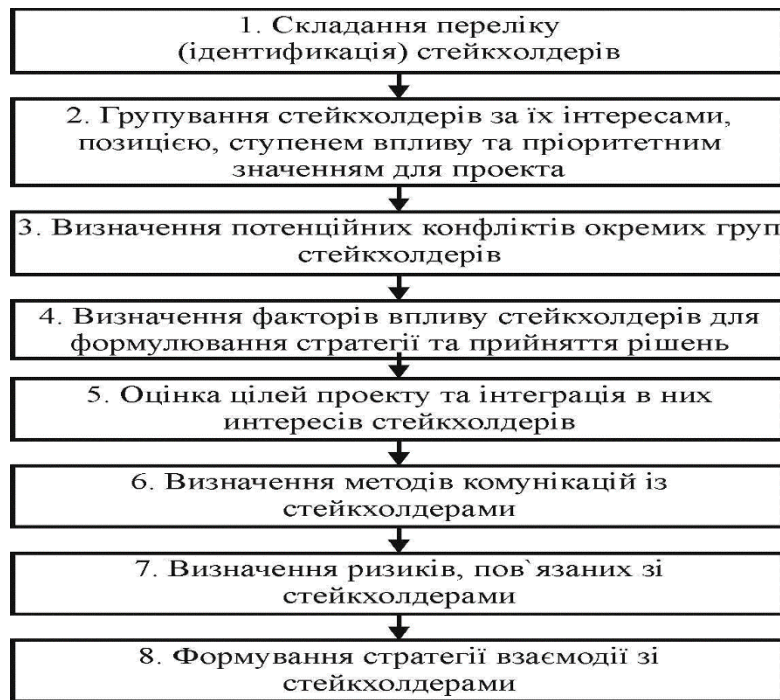 1. Складання переліку
(ідентифікація) стейкхолдерів
2. Групування стейкхолдерів за їх інтересами,
позицією, ступенем впливу та пріоритетним
значенням для проекта
3. Визначення потенційних конфліктів окремих груп
стейкхолдерів
4. Визначення факторів впливу стейкхолдерів для
формулювання стратегії та прийняття рішень
5. Оцінка цілей проекту та інтеграція в них
интересів стейкхолдерів
6. Визначення методів комунікацій із
стейкхолдерами
7. Визначення ризиків, пов`язаних зі
стейкхолдерами
8. Формування стратегії взаємодії зі
стейкхолдерами